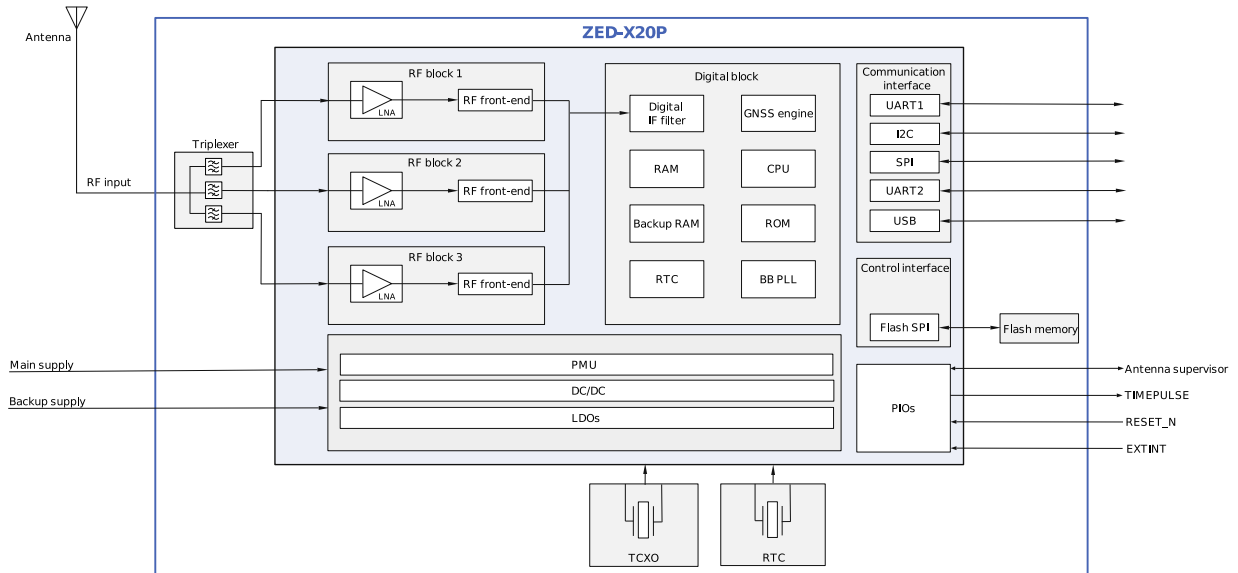 ZED-X20P
Antenna
RF input
Triplexer
RF block 1
LNA
RF front-end
RF block 2
LNA
RF front-end
RF block 3
LNA
RF front-end
Digital block
Digital
IF filter
GNSS engine
RAM
CPU
Backup RAM
ROM
RTC
BB PLL
Communication
interface
UART1
I2C
SPI
UART2
USB
Control interface
Flash SPI
Flash memory
Main supply
Backup supply
PMU
DC/DC
LDOs
PIOs
Antenna supervisor
TIMEPULSE
RESET_N
EXTINT
TCXO
RTC